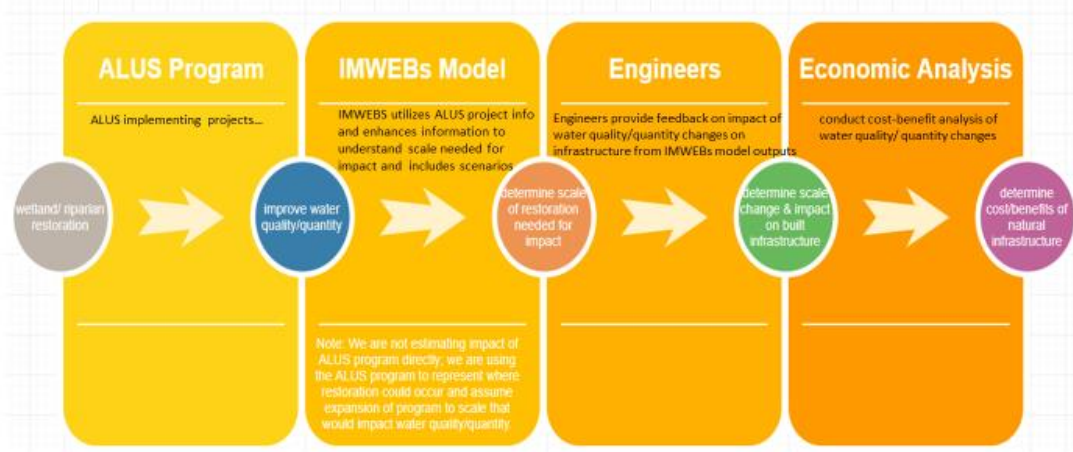 ALUS Program
ALUS implementing projects...
wetland/ riparian
restoration
improve water
quality/quantity
IMWEBs Model
IMWEBS utilizes ALUS project info
and enhances information to
understand scale needed for
impact and includes scenarios
Note: We are not estimating impact of
ALUS program directly; we are using
the ALUS program to represent where
restoration could occur and assume
expansion of program to scale that
would impact water quality/quantity.
determine scale
of restoration
needed for
impact
Engineers
Engineers provide feedback on impact of
water quality/quantity changes on
infrastructure from IMWEBs model outputs
determine scale
change & impact
on built
infrastructure
Economic Analysis
conduct cost-benefit analysis of
water quality/ quantity changes
determine
cost/benefits of
natural
infrastructure